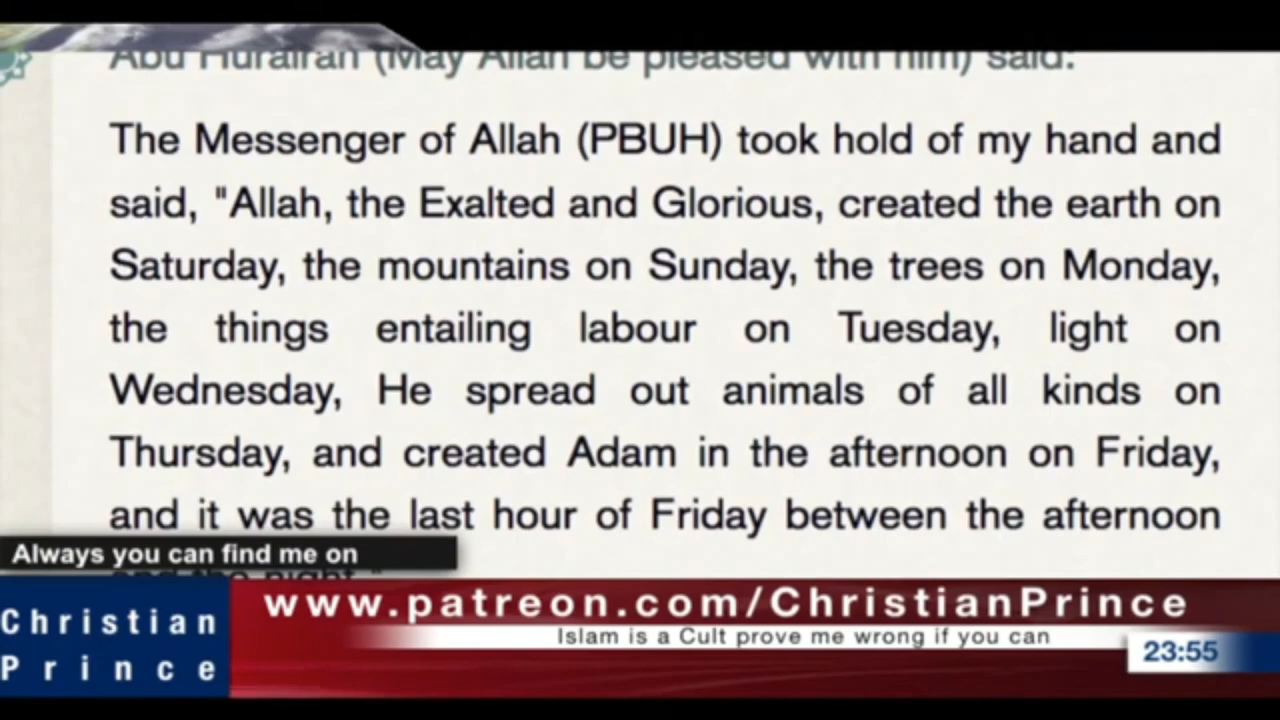 Abu Hurairah (May Allah be pleased with him) said:
The Messenger of Allah (PBUH) took hold of my hand and
said, "Allah, the Exalted and Glorious, created the earth on
Saturday, the mountains on Sunday, the trees on Monday,
the things entailing labour on Tuesday, light on
Wednesday, He spread out animals of all kinds on
Thursday, and created Adam in the afternoon on Friday,
and it was the last hour of Friday between the afternoon
and the night."
Always you can find me on
Christian
Prince
www.patreon.com/ChristianPrince
Islam is a Cult prove me wrong if you can
23:55